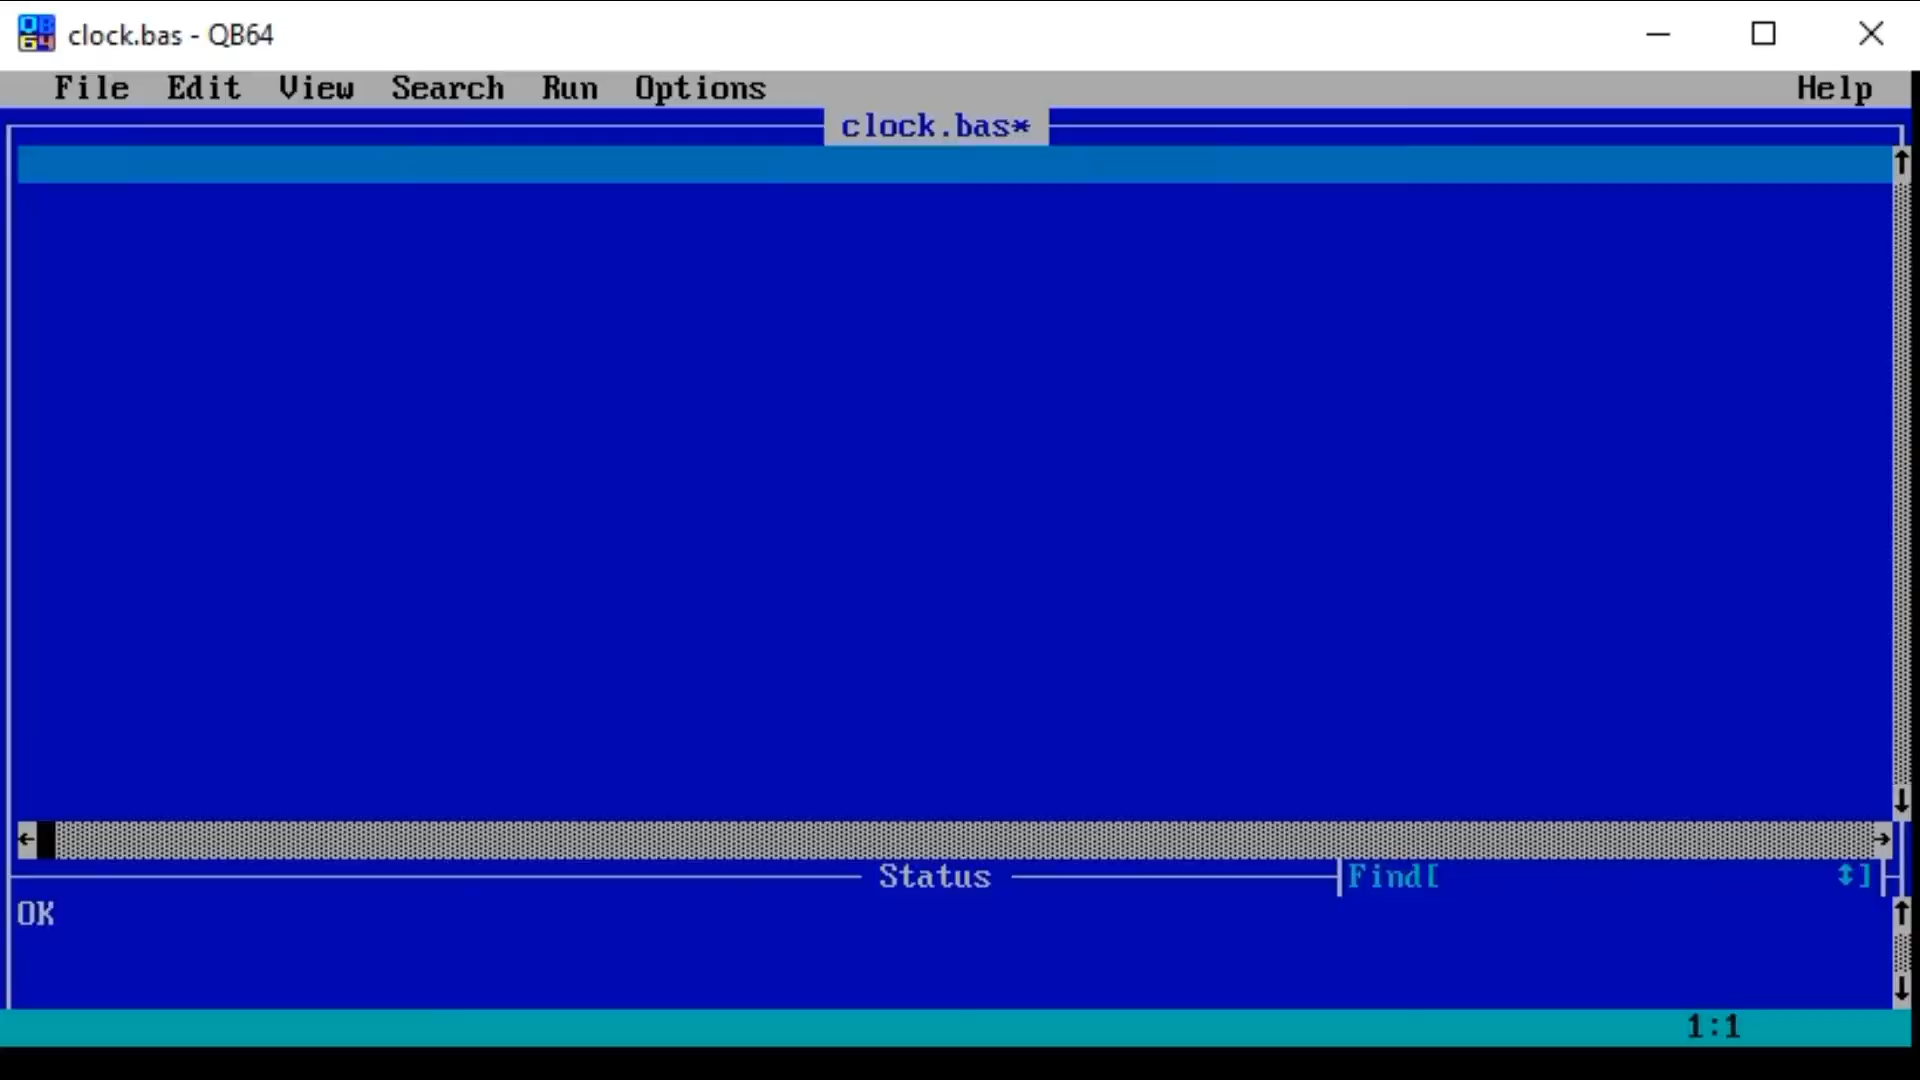 clock.bas - QB64
File Edit View Search Run Options Help
clock.bas*
Status Find[ ↕]
OK
1:1